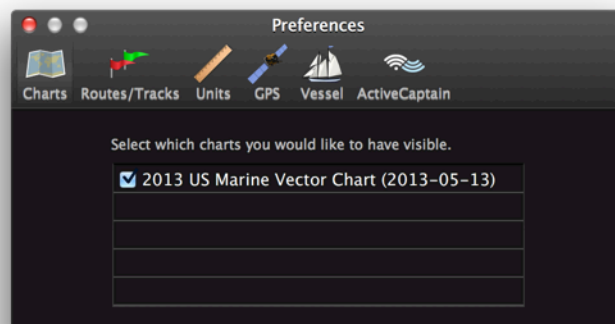 Preferences
Charts Routes/Tracks Units GPS Vessel ActiveCaptain
Select which charts you would like to have visible.
2013 US Marine Vector Chart (2013-05-13)